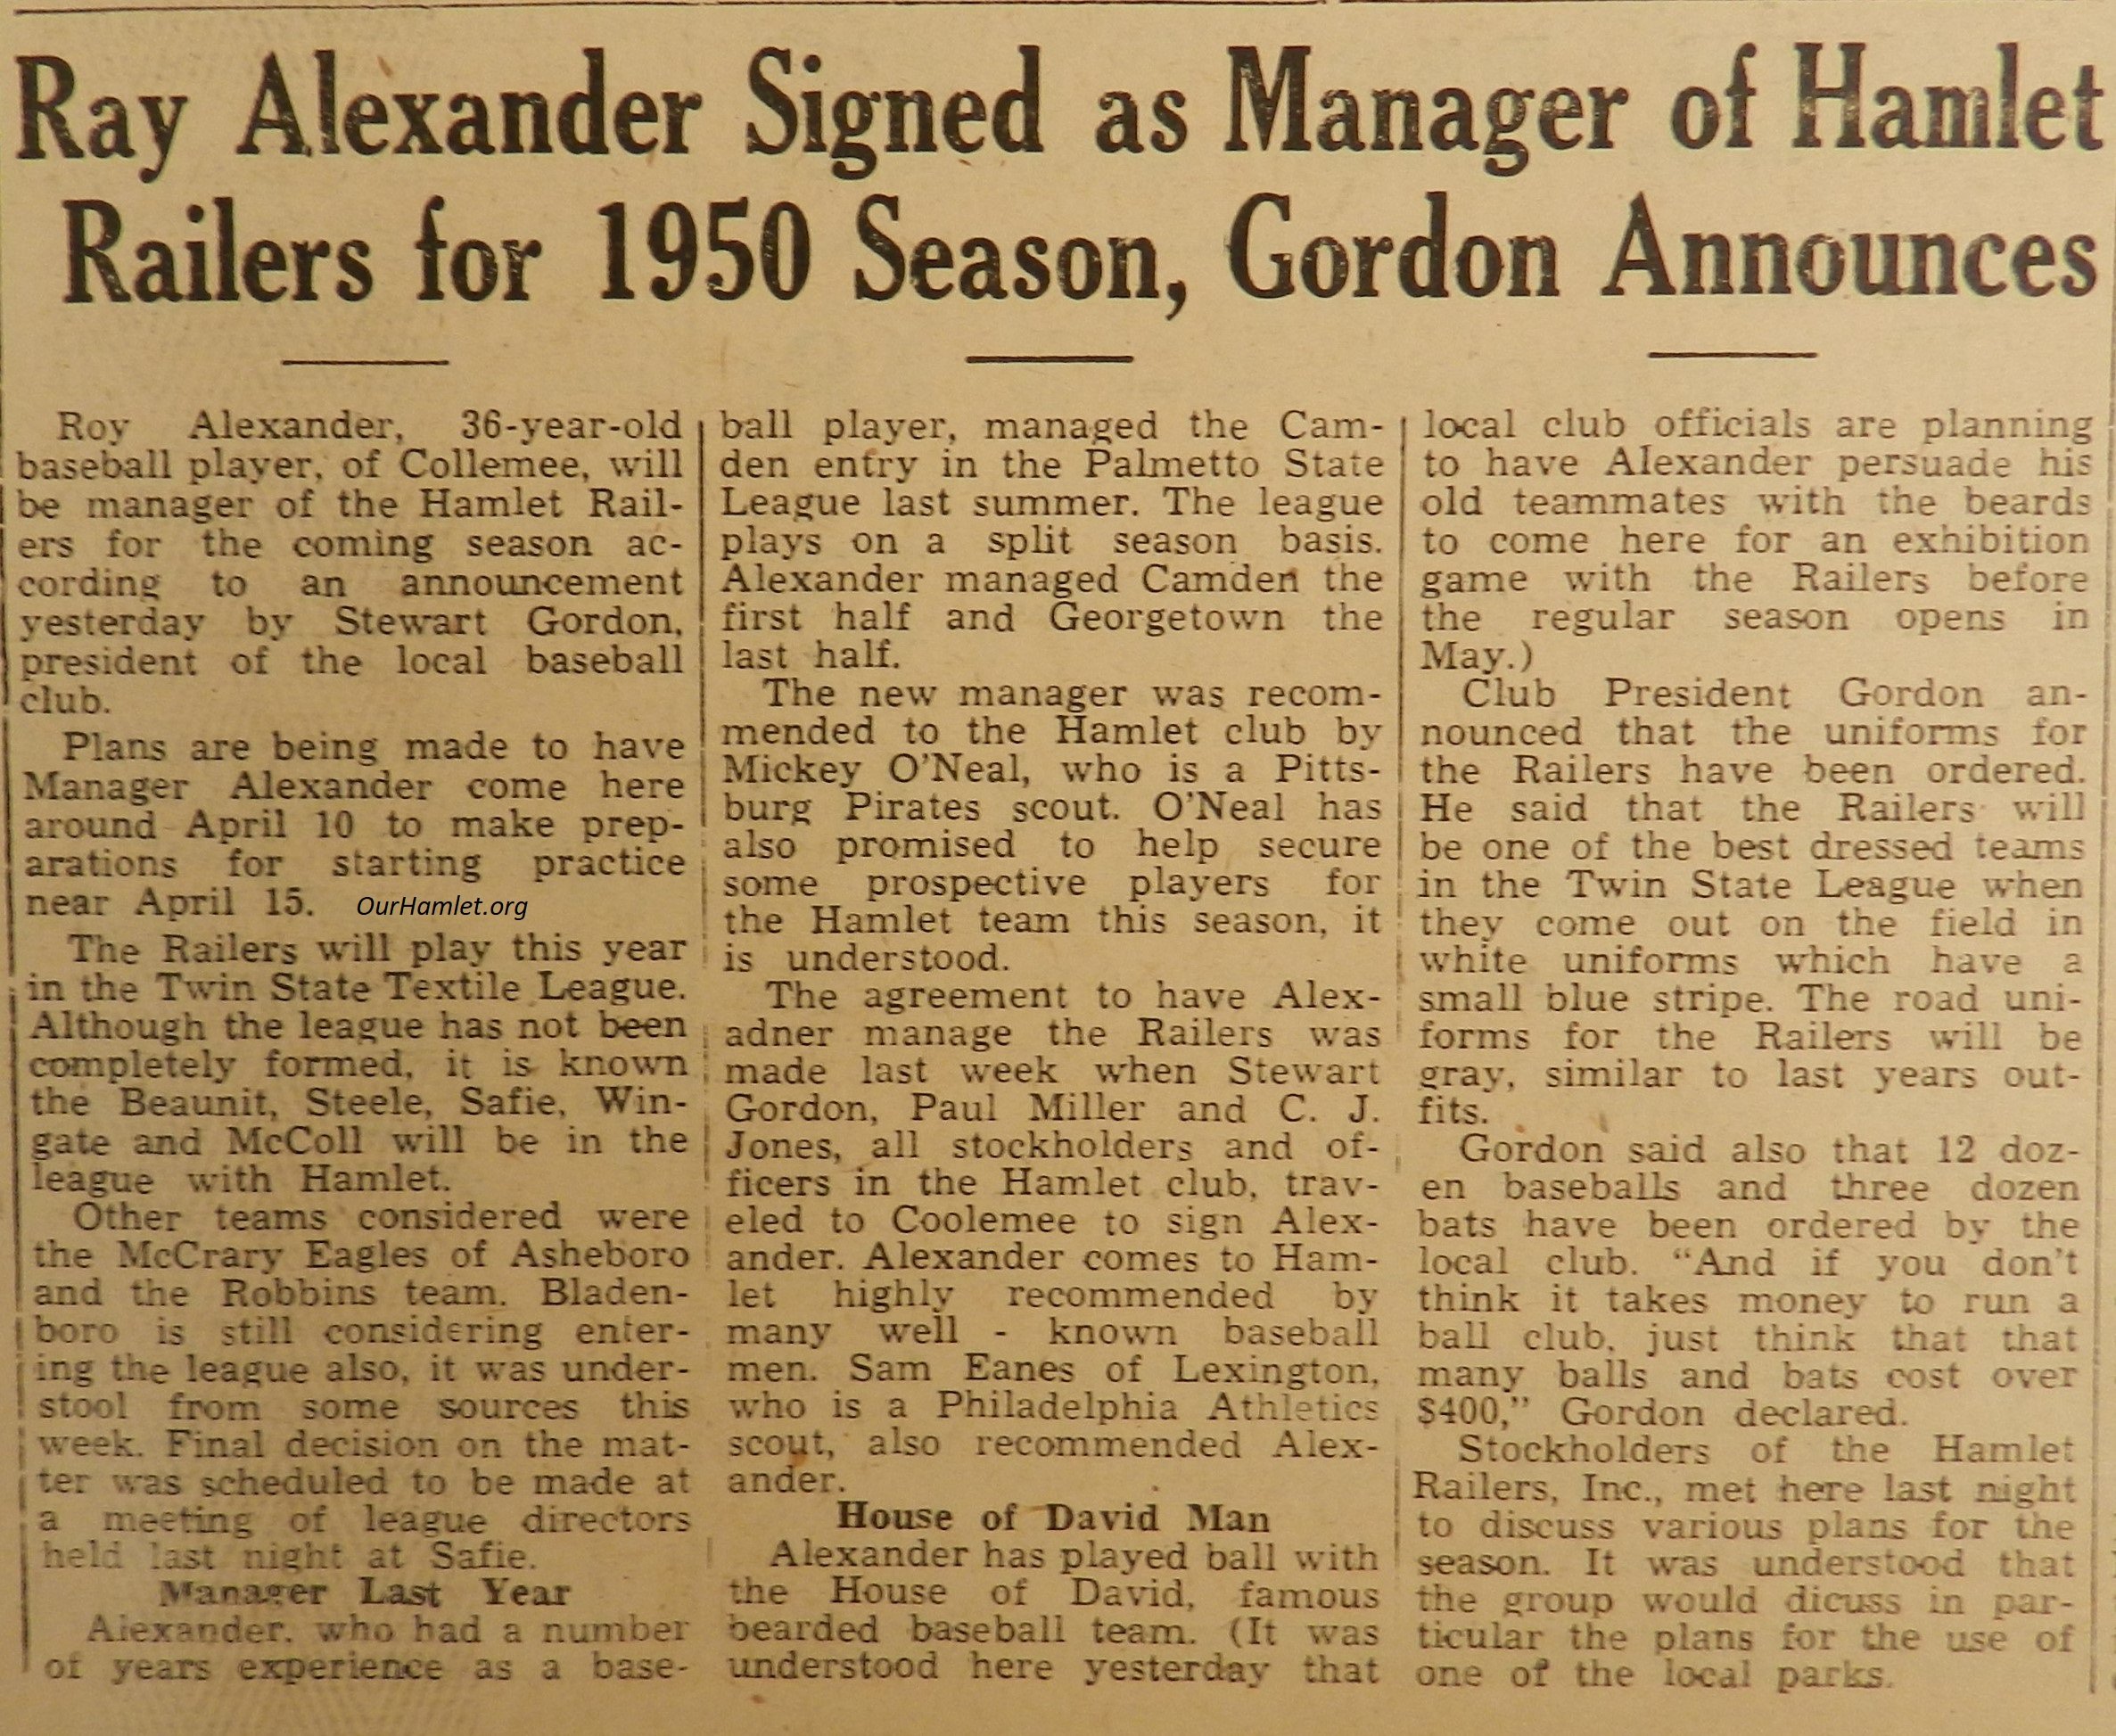 Ray Alexander Signed as Manager of Hamlet
Railers for 1950 Season, Gordon Announces
Roy Alexander, 36-year-old
baseball player, of Collemee, will
be manager of the Hamlet Rail-
ers for the coming season ac-
cording to an announcement
yesterday by Stewart Gordon,
president of the local baseball
club.
Plans are being made to have
Manager Alexander come here
around April 10 to make prep-
arations for starting practice
near April 15.
OurHamlet.org
The Railers will play this year
in the Twin State Textile League.
Although the league has not been
completely formed, it is known
the Beaunit, Steele, Safie, Win-
gate and McColl will be in the
league with Hamlet.
Other teams considered were
the McCrary Eagles of Asheboro
and the Robbins team. Bladen-
boro is still considering enter-
ing the league also, it was under-
stool from some sources this
week. Final decision on the mat-
ter was scheduled to be made at
a meeting of league directors
held last night at Safie.
Manager Last Year
Alexander, who had a number
of years experience as a base-
ball player, managed the Cam-
den entry in the Palmetto State
League last summer. The league
plays on a split season basis.
Alexander managed Camden the
first half and Georgetown the
last half.
The new manager was recom-
mended to the Hamlet club by
Mickey O'Neal, who is a Pitts-
burg Pirates scout. O'Neal has
also promised to help secure
some prospective players for
the Hamlet team this season, it
is understood.
The agreement to have Alex-
adner manage the Railers was
made last week when Stewart
Gordon, Paul Miller and C. J.
Jones, all stockholders and of-
ficers in the Hamlet club, trav-
eled to Coolemee to sign Alex-
ander. Alexander comes to Ham-
let highly recommended by
many well - known baseball
men. Sam Eanes of Lexington,
who is a Philadelphia Athletics
scout, also recommended Alex-
ander.
House of David Man
Alexander has played ball with
the House of David, famous
bearded baseball team. (It was
understood here yesterday that
local club officials are planning
to have Alexander persuade his
old teammates with the beards
to come here for an exhibition
game with the Railers before
the regular season opens in
May.)
Club President Gordon an-
nounced that the uniforms for
the Railers have been ordered.
He said that the Railers will
be one of the best dressed teams
in the Twin State League when
they come out on the field in
white uniforms which have a
small blue stripe. The road uni-
forms for the Railers will be
gray, similar to last years out-
fits.
Gordon said also that 12 doz-
en baseballs and three dozen
bats have been ordered by the
local club. "And if you don't
think it takes money to run a
ball club, just think that that
many balls and bats cost over
$400," Gordon declared.
Stockholders of the Hamlet
Railers, Inc., met here last night
to discuss various plans for the
season. It was understood that
the group would dicuss in par-
ticular the plans for the use of
one of the local parks.